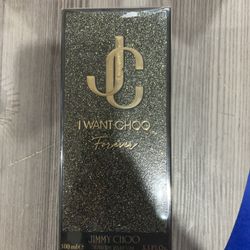 JC
I WANT CHOO
Forever
JIMMY CHOO
100 ml ℮